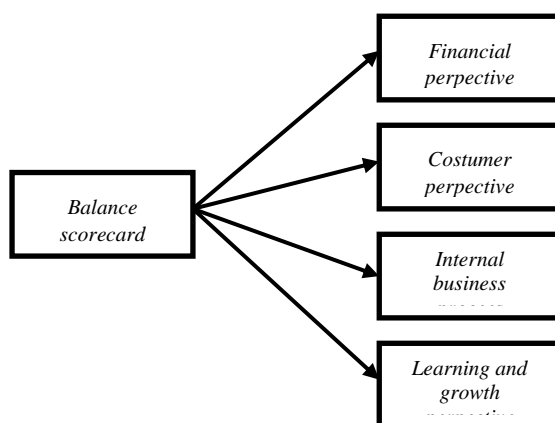 Financial
perpective
Costumer
perpective
Balance
scorecard
Internal
business
Learning and
growth